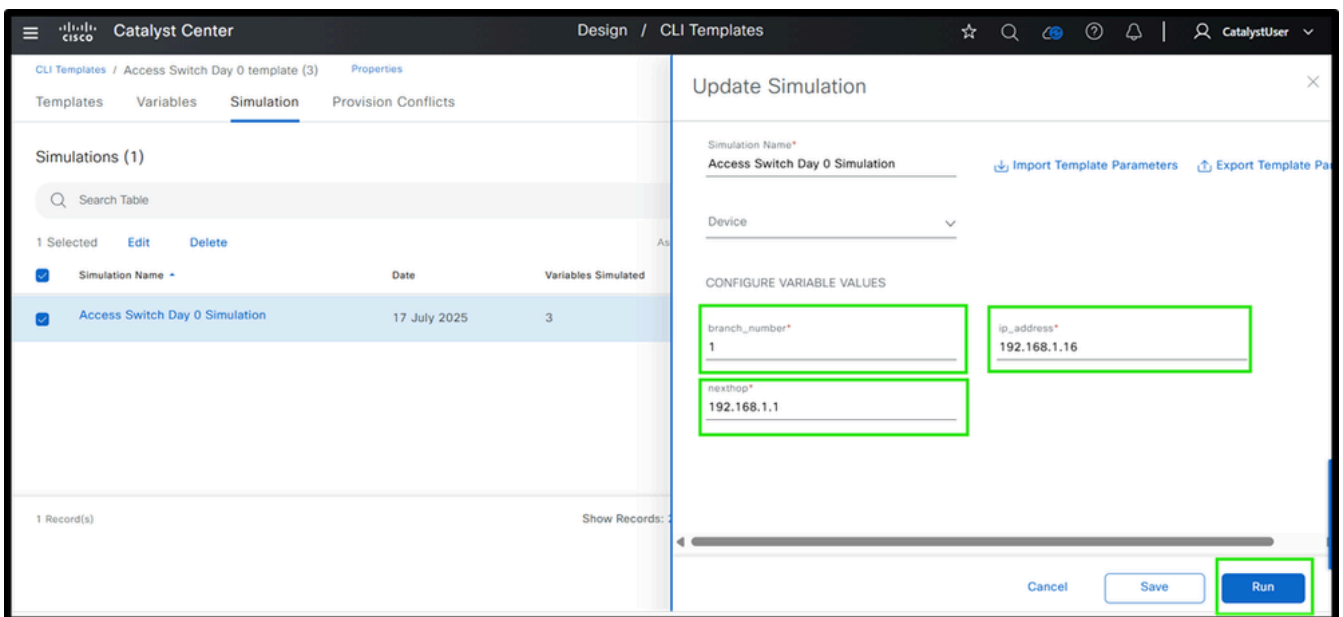 cisco Catalyst Center
Design / CLI Templates
CatalystUser
CLI Templates / Access Switch Day 0 template (3) Properties
Templates Variables Simulation Provision Conflicts
Simulations (1)
Search Table
1 Selected Edit Delete As
Simulation Name Date Variables Simulated
Access Switch Day 0 Simulation 17 July 2025 3
1 Record(s) Show Records:
Update Simulation
Simulation Name*
Access Switch Day 0 Simulation
Import Template Parameters Export Template Pa
Device
CONFIGURE VARIABLE VALUES
branch_number* ip_address*
1 192.168.1.16
nexthop*
192.168.1.1
Cancel Save Run